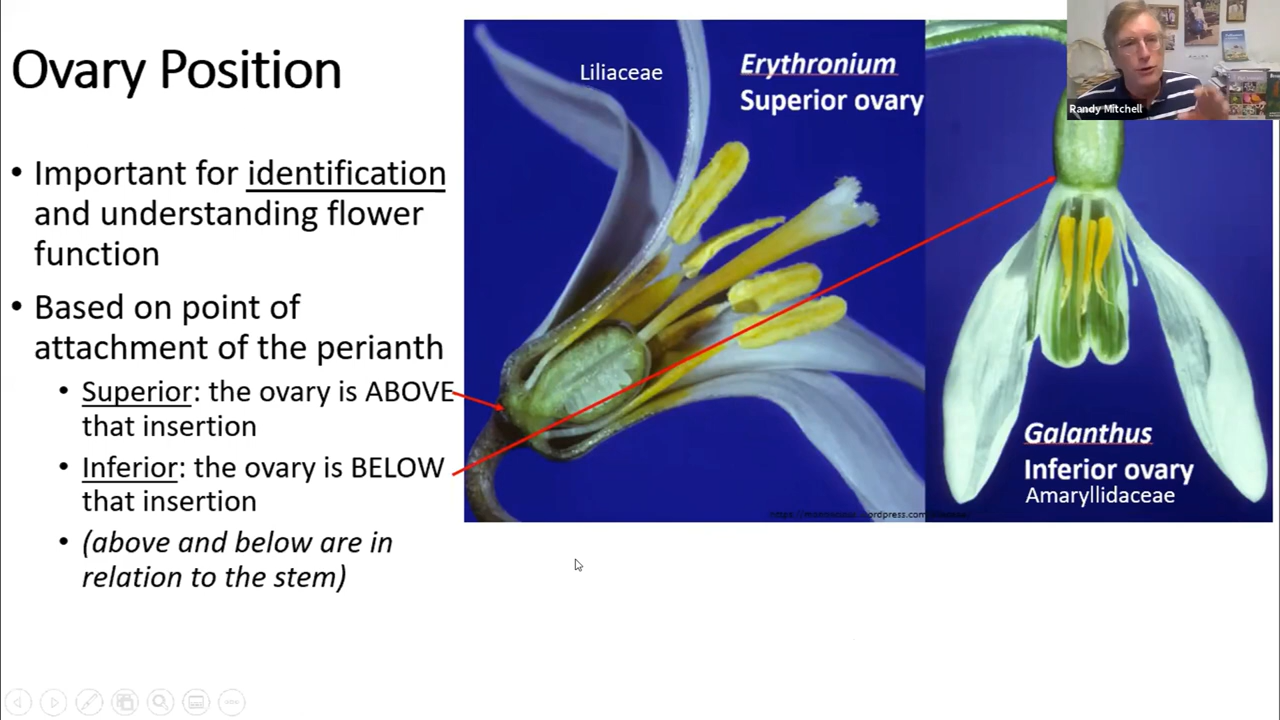 Ovary Position
• Important for identification
and understanding flower
function
• Based on point of
attachment of the perianth
• Superior: the ovary is ABOVE
that insertion
• Inferior: the ovary is BELOW
that insertion
• (above and below are in
relation to the stem)
Liliaceae
Erythronium
Superior ovary
Galanthus
Inferior ovary
Amaryllidaceae
Randy Mitchell